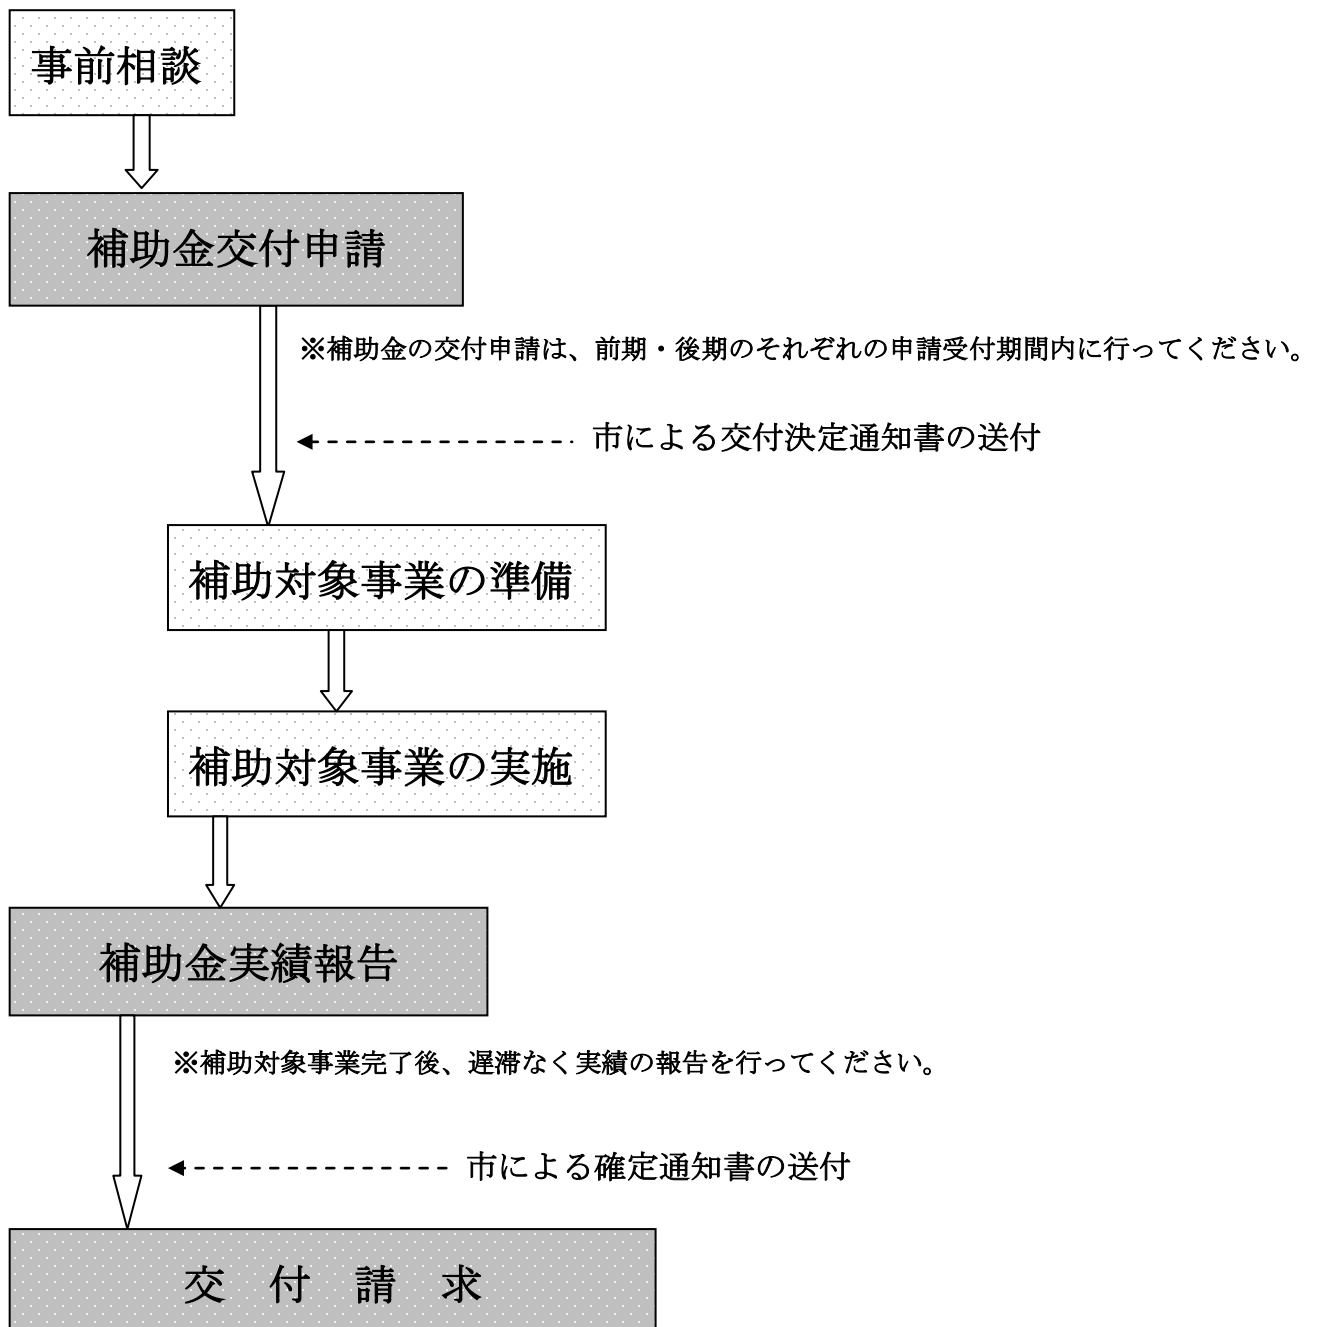 事前相談
補助金交付申請
※補助金の交付申請は、前期・後期のそれぞれの申請受付期間内に行ってください。
市による交付決定通知書の送付
補助対象事業の準備
補助対象事業の実施
補助金実績報告
※補助対象事業完了後、遅滞なく実績の報告を行ってください。
市による確定通知書の送付
交　付　請　求